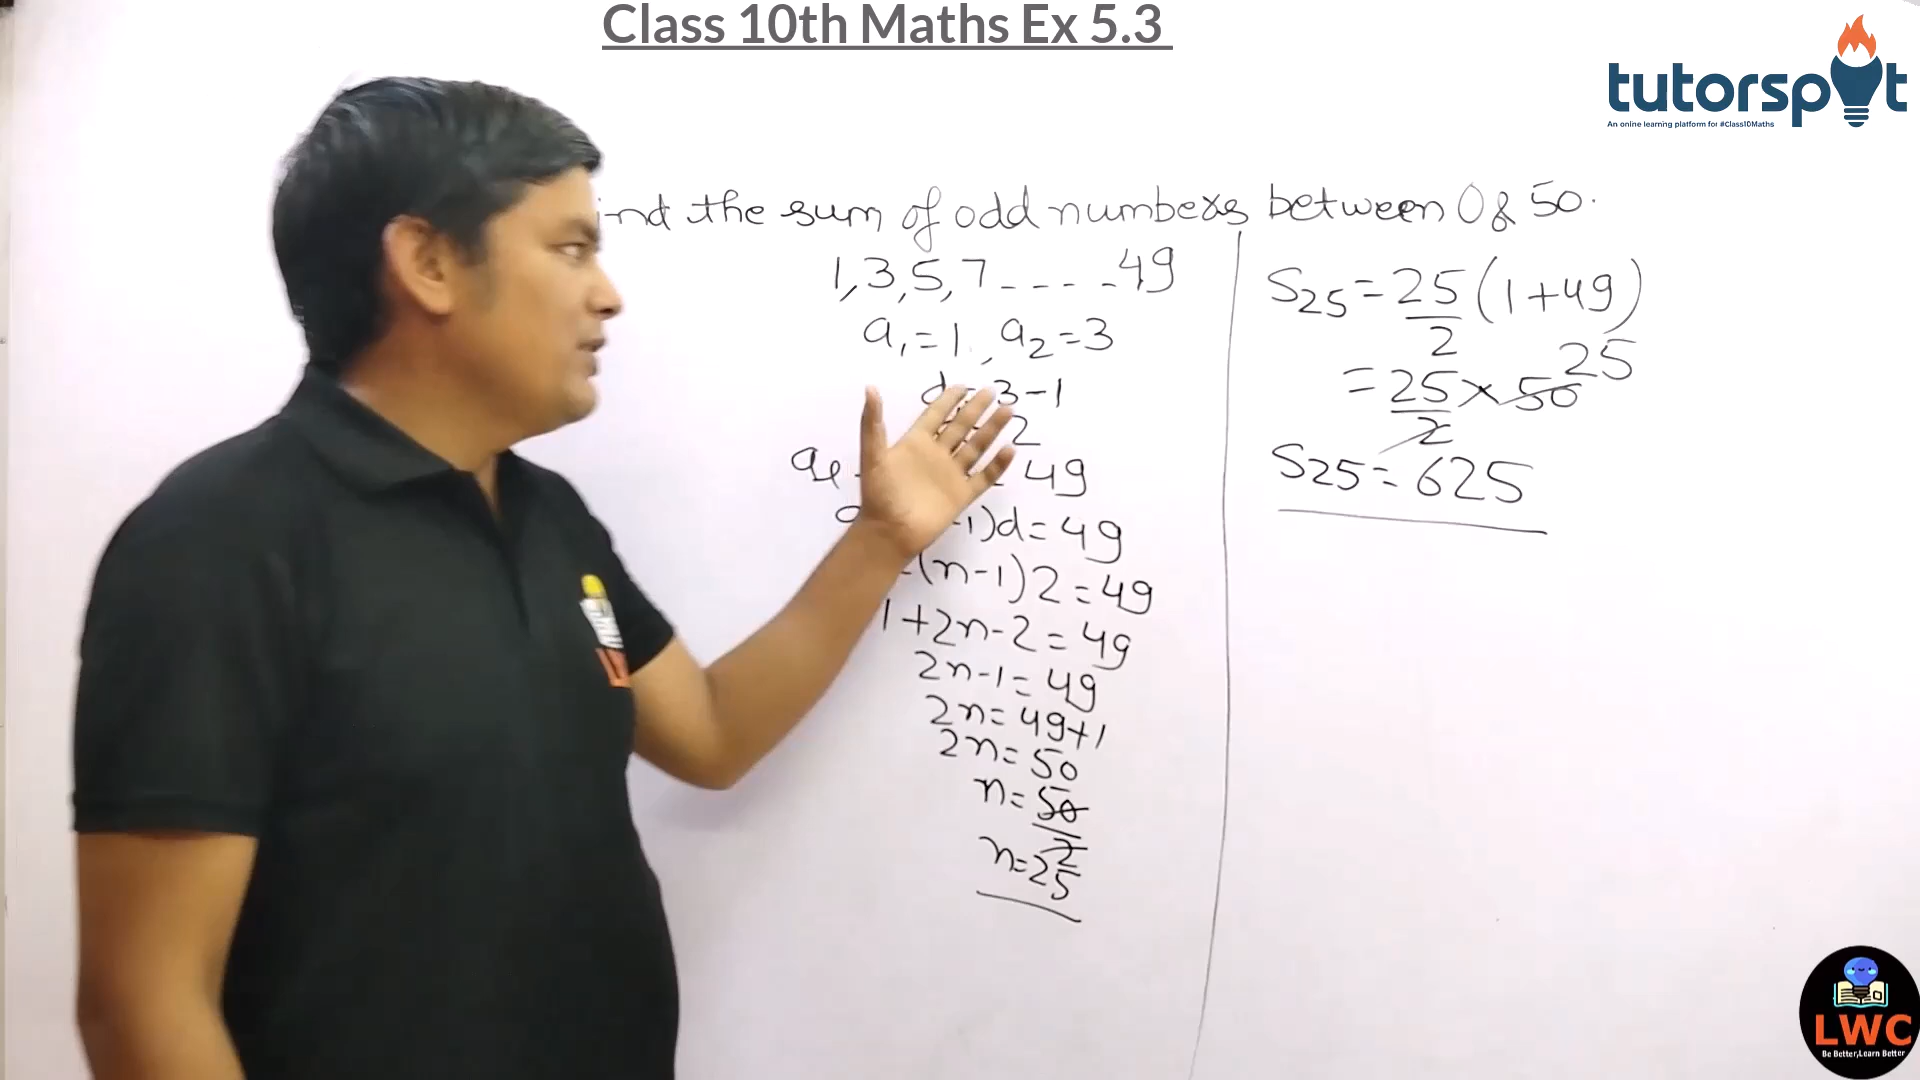 Class 10th Maths Ex 5.3
tutorspot
An online learning platform for #Class10Maths
the sum of odd numbers between 0 & 50.
1, 3, 5, 7 - - - - 49
a₁ = 1, a₂ = 3
d = 3 - 1
2
49
-1)d = 49
(n-1)2 = 49
1 + 2n - 2 = 49
2n - 1 = 49
2n = 49 + 1
2n = 50
n = 50/2
n = 25
S₂₅ = 25/2 (1 + 49)
= 25/2 × 50 25
S₂₅ = 625
LWC
Be Better,Learn Better